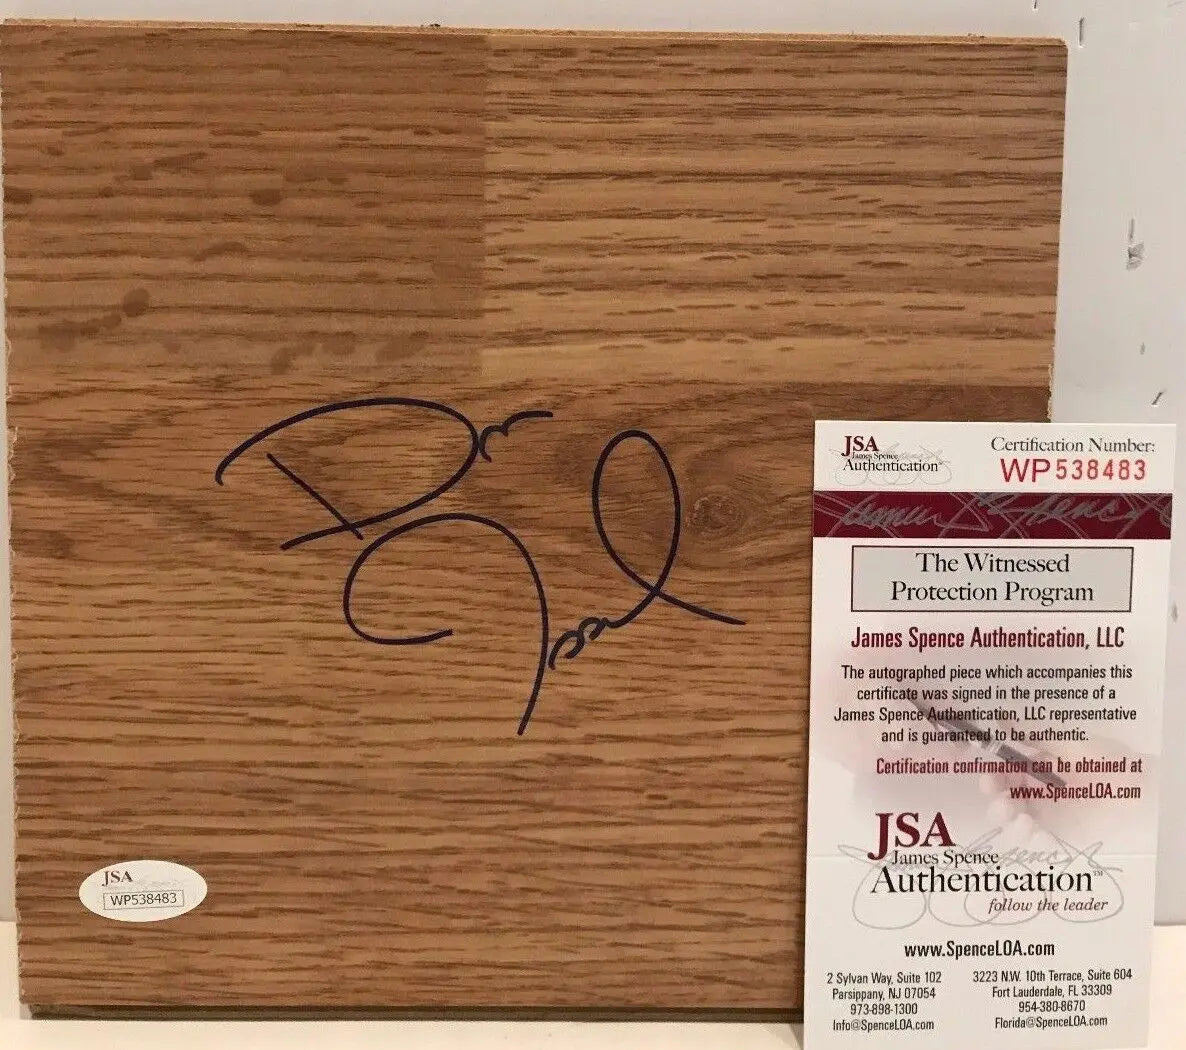 JSA
James Spence
Authentication
Certification Number:
WP538483
The Witnessed
Protection Program
James Spence Authentication, LLC
The autographed piece which accompanies this
certificate was signed in the presence of a
James Spence Authentication, LLC representative
and is guaranteed to be authentic.
Certification confirmation can be obtained at
www.SpenceLOA.com
JSA
James Spence
Authentication™
follow the leader
www.SpenceLOA.com
2 Sylvan Way, Suite 102
Parsippany, NJ 07054
973-898-1300
Info@SpenceLOA.com
3223 N.W. 10th Terrace, Suite 604
Fort Lauderdale, FL 33309
954-380-8670
Florida@SpenceLOA.com
JSA
WP538483